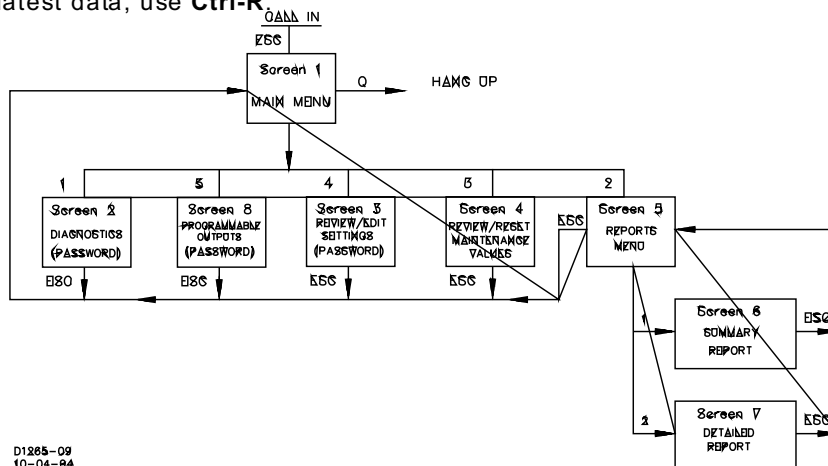 latest data, use Ctrl-R.
CALL IN
ESC
Screen 1
MAIN MENU
Q
HANG UP
1
5
4
3
2
Screen 2
DIAGNOSTICS
(PASSWORD)
Screen 8
PROGRAMMABLE
OUTPUTS
(PASSWORD)
Screen 3
REVIEW/EDIT
SETTINGS
(PASSWORD)
Screen 4
REVIEW/RESET
MAINTENANCE
VALUES
ESC
Screen 5
REPORTS
MENU
ESC
ESC
ESC
ESC
1
Screen 6
SUMMARY
REPORT
ESC
2
Screen 7
DETAILED
REPORT
ESC
D1265-09
10-04-94